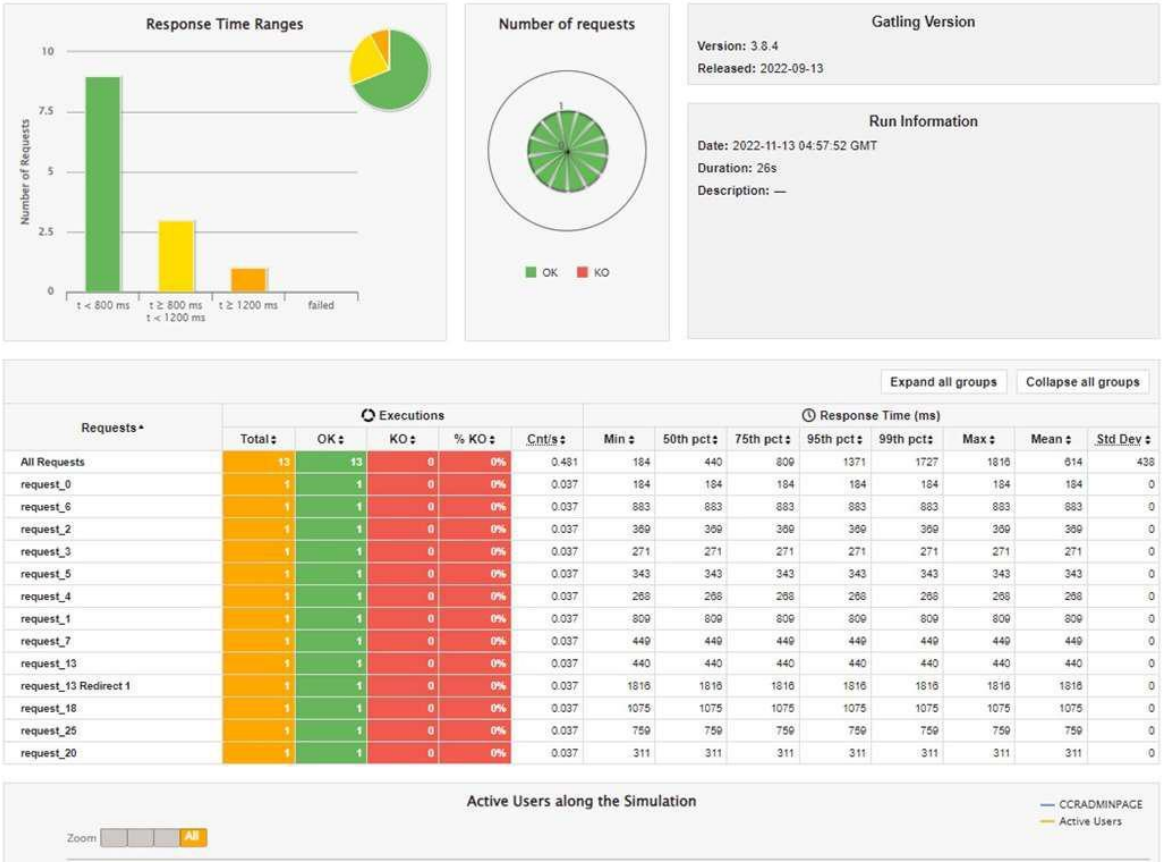 Response Time Ranges
10
7.5
5
2.5
0
Number of Requests
t < 800 ms
t ≥ 800 ms
t < 1200 ms
t ≥ 1200 ms
failed
Number of requests
1
0
OK KO
Gatling Version
Version: 3.8.4
Released: 2022-09-13
Run Information
Date: 2022-11-13 04:57:52 GMT
Duration: 26s
Description: —
Expand all groups Collapse all groups
Requests Executions Response Time (ms)
Total OK KO % KO Cnt/s Min 50th pct 75th pct 95th pct 99th pct Max Mean Std Dev
All Requests 13 13 0 0% 0.481 184 440 809 1371 1727 1816 614 438
request_0 1 1 0 0% 0.037 184 184 184 184 184 184 184 0
request_6 1 1 0 0% 0.037 883 883 883 883 883 883 883 0
request_2 1 1 0 0% 0.037 369 369 369 369 369 369 369 0
request_3 1 1 0 0% 0.037 271 271 271 271 271 271 271 0
request_5 1 1 0 0% 0.037 343 343 343 343 343 343 343 0
request_4 1 1 0 0% 0.037 268 268 268 268 268 268 268 0
request_1 1 1 0 0% 0.037 809 809 809 809 809 809 809 0
request_7 1 1 0 0% 0.037 449 449 449 449 449 449 449 0
request_13 1 1 0 0% 0.037 440 440 440 440 440 440 440 0
request_13 Redirect 1 1 1 0 0% 0.037 1816 1816 1816 1816 1816 1816 1816 0
request_18 1 1 0 0% 0.037 1075 1075 1075 1075 1075 1075 1075 0
request_25 1 1 0 0% 0.037 759 759 759 759 759 759 759 0
request_20 1 1 0 0% 0.037 311 311 311 311 311 311 311 0
Active Users along the Simulation
CCRADMINPAGE
Active Users
Zoom All